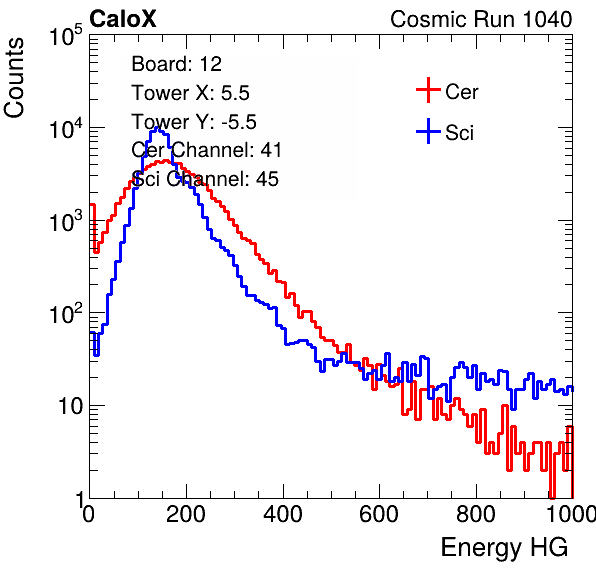 CaloX Cosmic Run 1040
Counts
10^5
10^4
10^3
10^2
10
1
Board: 12
Tower X: 5.5
Tower Y: -5.5
Cer Channel: 41
Sci Channel: 45
Cer
Sci
0 200 400 600 800 1000
Energy HG